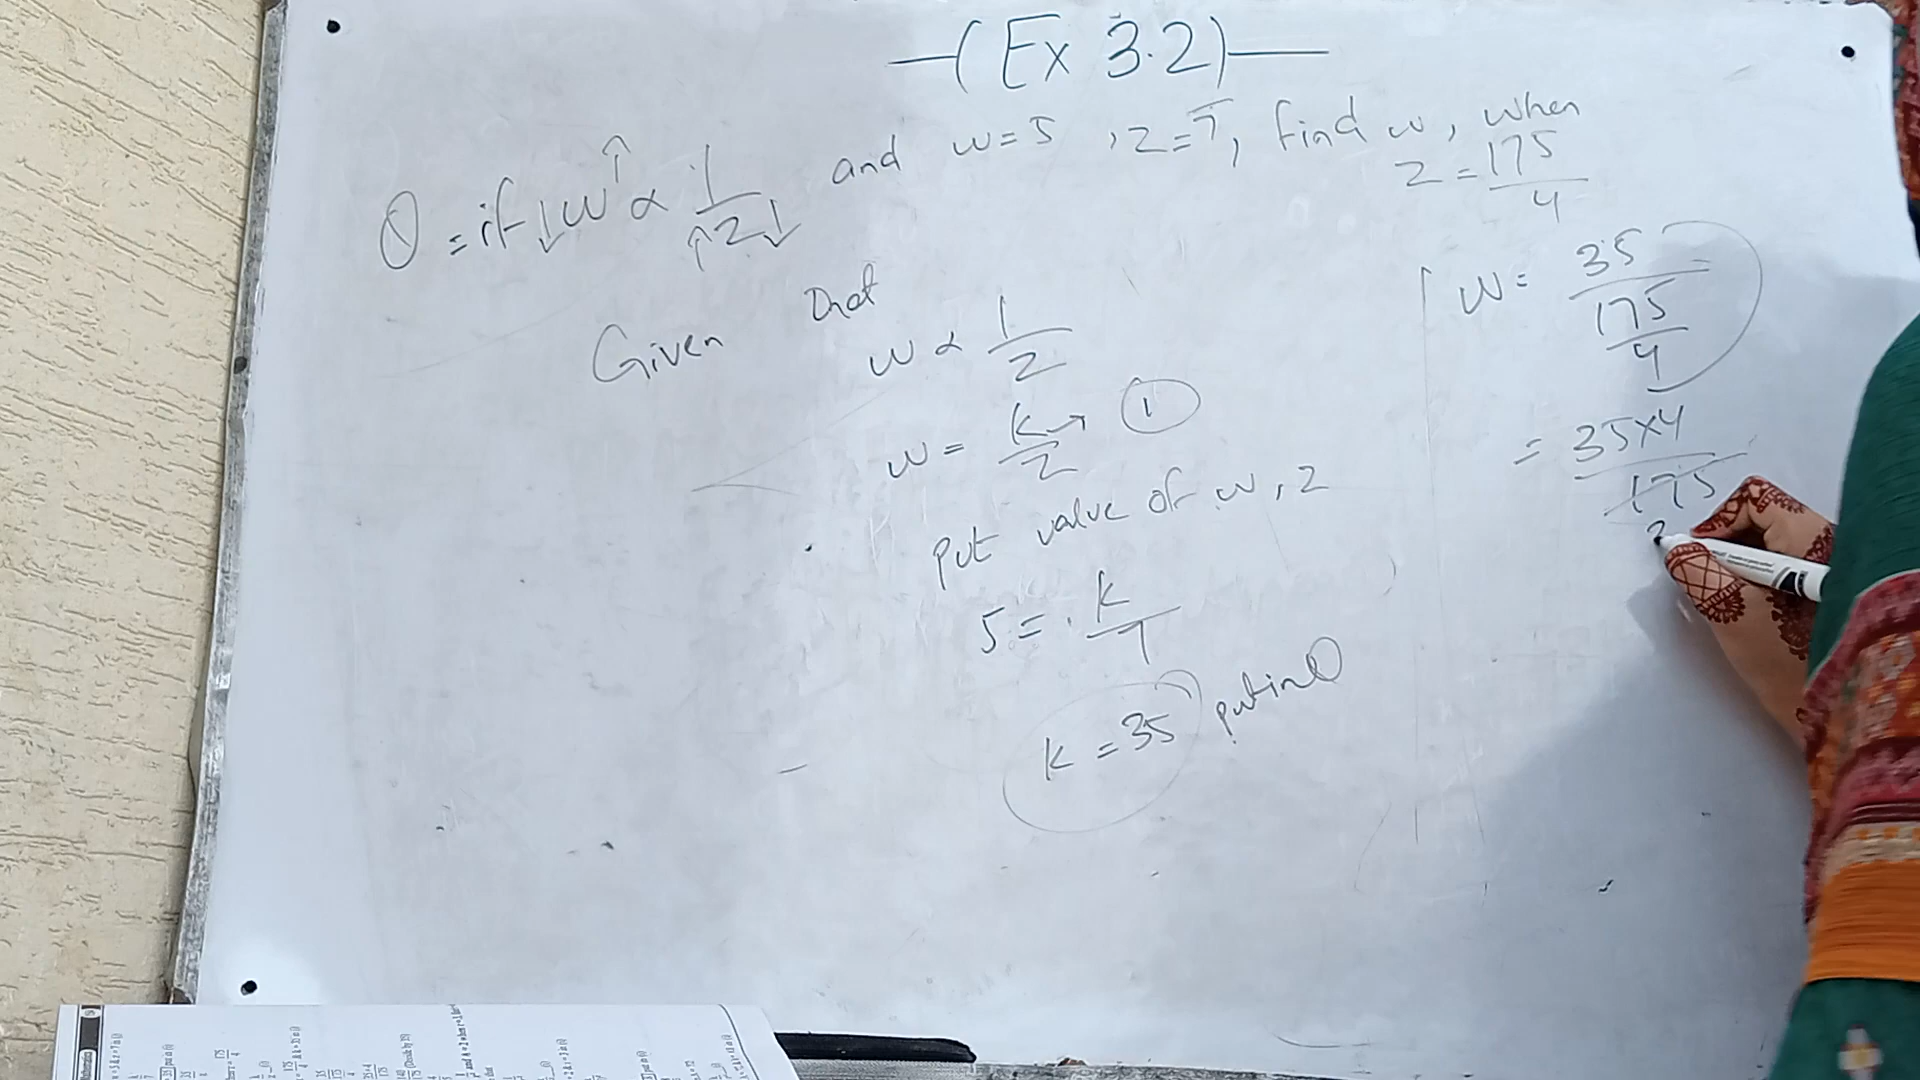 (Ex 3.2)
Q = if w ∝ 1/z and w=5, z=7, find w, when z = 175/4
Given that
w ∝ 1/z
w = k/z → ①
Put value of w, z
5 = k/7
k = 35 put in ①
w = 35/(175/4)
= 35×4/175